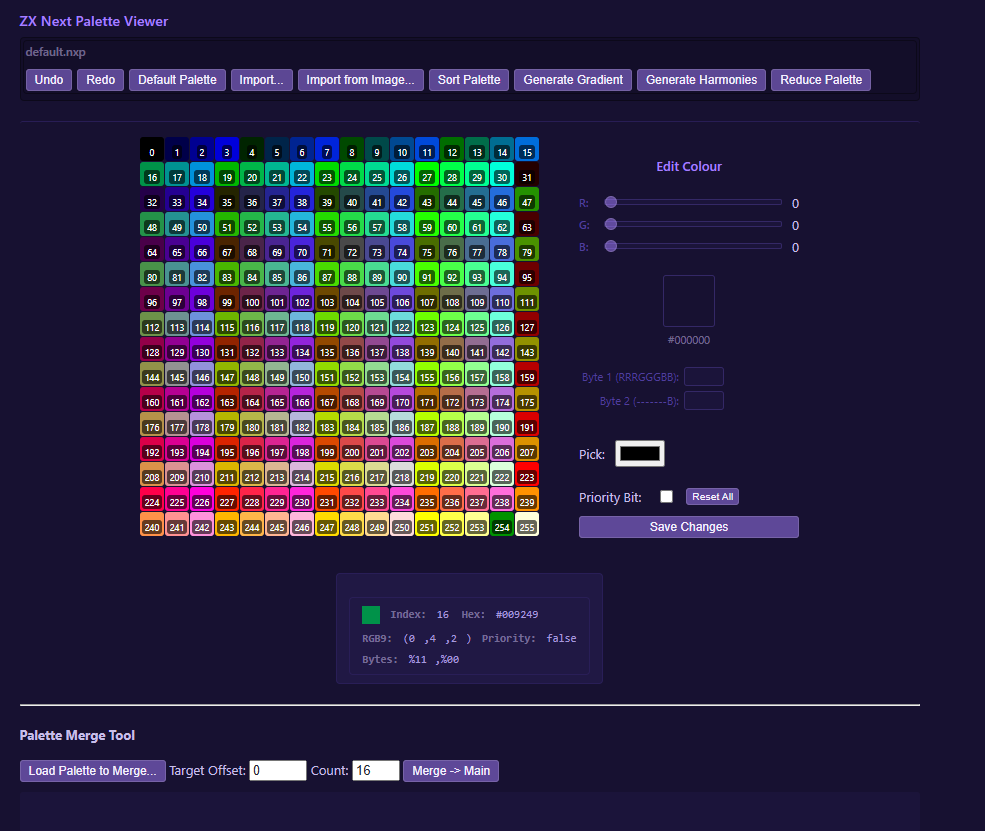 ZX Next Palette Viewer
default.nxp
Undo Redo Default Palette Import... Import from Image... Sort Palette Generate Gradient Generate Harmonies Reduce Palette
0 1 2 3 4 5 6 7 8 9 10 11 12 13 14 15
16 17 18 19 20 21 22 23 24 25 26 27 28 29 30 31
32 33 34 35 36 37 38 39 40 41 42 43 44 45 46 47
48 49 50 51 52 53 54 55 56 57 58 59 60 61 62 63
64 65 66 67 68 69 70 71 72 73 74 75 76 77 78 79
80 81 82 83 84 85 86 87 88 89 90 91 92 93 94 95
96 97 98 99 100 101 102 103 104 105 106 107 108 109 110 111
112 113 114 115 116 117 118 119 120 121 122 123 124 125 126 127
128 129 130 131 132 133 134 135 136 137 138 139 140 141 142 143
144 145 146 147 148 149 150 151 152 153 154 155 156 157 158 159
160 161 162 163 164 165 166 167 168 169 170 171 172 173 174 175
176 177 178 179 180 181 182 183 184 185 186 187 188 189 190 191
192 193 194 195 196 197 198 199 200 201 202 203 204 205 206 207
208 209 210 211 212 213 214 215 216 217 218 219 220 221 222 223
224 225 226 227 228 229 230 231 232 233 234 235 236 237 238 239
240 241 242 243 244 245 246 247 248 249 250 251 252 253 254 255
Edit Colour
R: 0
G: 0
B: 0
#000000
Byte 1 (RRRGGGBB):
Byte 2 (-------B):
Pick:
Priority Bit: Reset All
Save Changes
Index: 16 Hex: #009249
RGB9: (0 ,4 ,2 ) Priority: false
Bytes: %11 ,%00
Palette Merge Tool
Load Palette to Merge... Target Offset: 0 Count: 16 Merge -> Main